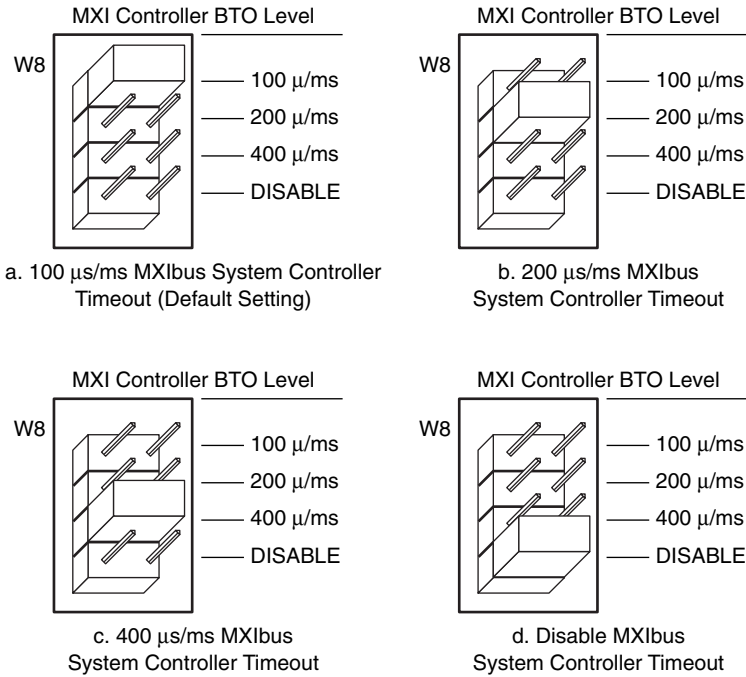 MXI Controller BTO Level
W8
100 μ/ms
200 μ/ms
400 μ/ms
DISABLE
a. 100 μs/ms MXIbus System Controller
Timeout (Default Setting)
MXI Controller BTO Level
W8
100 μ/ms
200 μ/ms
400 μ/ms
DISABLE
b. 200 μs/ms MXIbus
System Controller Timeout
MXI Controller BTO Level
W8
100 μ/ms
200 μ/ms
400 μ/ms
DISABLE
c. 400 μs/ms MXIbus
System Controller Timeout
MXI Controller BTO Level
W8
100 μ/ms
200 μ/ms
400 μ/ms
DISABLE
d. Disable MXIbus
System Controller Timeout